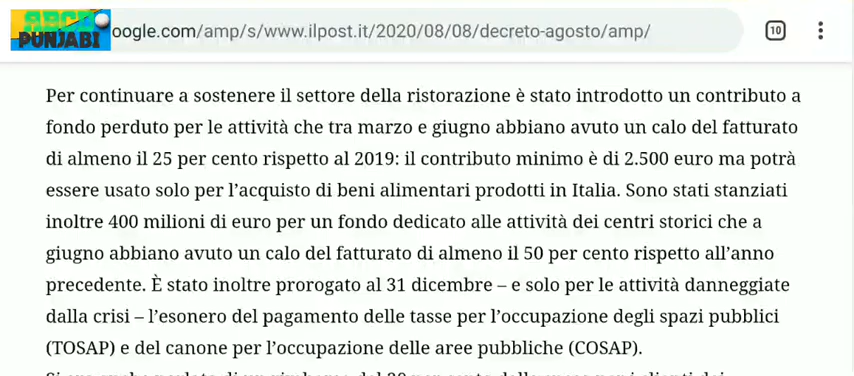 ABCD
PUNJABI
oogle.com/amp/s/www.ilpost.it/2020/08/08/decreto-agosto/amp/
10
Per continuare a sostenere il settore della ristorazione è stato introdotto un contributo a
fondo perduto per le attività che tra marzo e giugno abbiano avuto un calo del fatturato
di almeno il 25 per cento rispetto al 2019: il contributo minimo è di 2.500 euro ma potrà
essere usato solo per l’acquisto di beni alimentari prodotti in Italia. Sono stati stanziati
inoltre 400 milioni di euro per un fondo dedicato alle attività dei centri storici che a
giugno abbiano avuto un calo del fatturato di almeno il 50 per cento rispetto all’anno
precedente. È stato inoltre prorogato al 31 dicembre – e solo per le attività danneggiate
dalla crisi – l’esonero del pagamento delle tasse per l’occupazione degli spazi pubblici
(TOSAP) e del canone per l’occupazione delle aree pubbliche (COSAP).